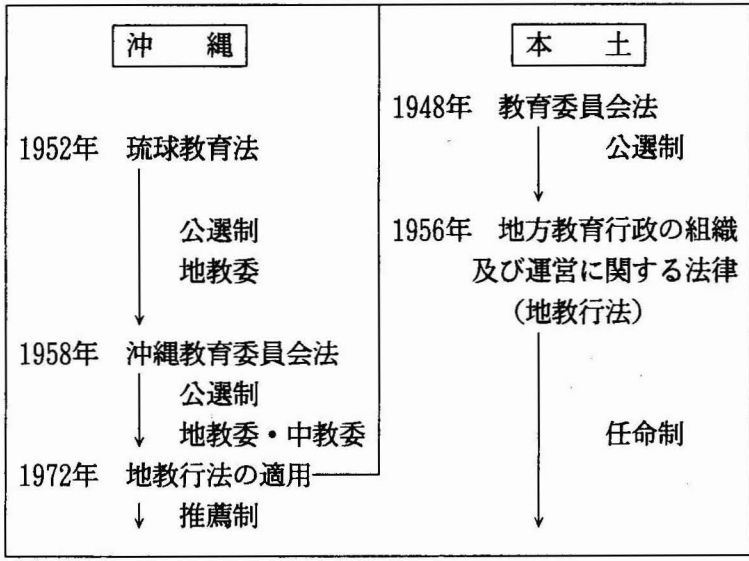 沖縄
1952年 琉球教育法
公選制
地教委
1958年 沖縄教育委員会法
公選制
地教委・中教委
1972年 地教行法の適用
推薦制
本土
1948年 教育委員会法
公選制
1956年 地方教育行政の組織
及び運営に関する法律
(地教行法)
任命制